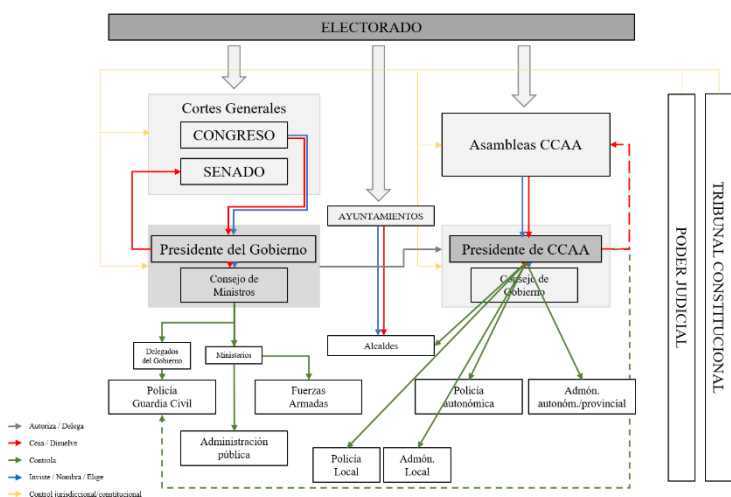 ELECTORADO
Cortes Generales
CONGRESO
SENADO
Asambleas CCAA
AYUNTAMIENTOS
Presidente del Gobierno
Presidente de CCAA
Consejo de
Ministros
Consejo de
Gobierno
Alcaldes
Delegados
del Gobierno
Ministerios
Policía
Guardia Civil
Fuerzas
Armadas
Policía
autonómica
Admón.
autonóm./provincial
Administración
pública
Policía
Local
Admón.
Local
PODER JUDICIAL
TRIBUNAL CONSTITUCIONAL
Autoriza / Delega
Cesa / Disuelve
Controla
Inviste / Nombra / Elige
Control jurisdiccional/constitucional